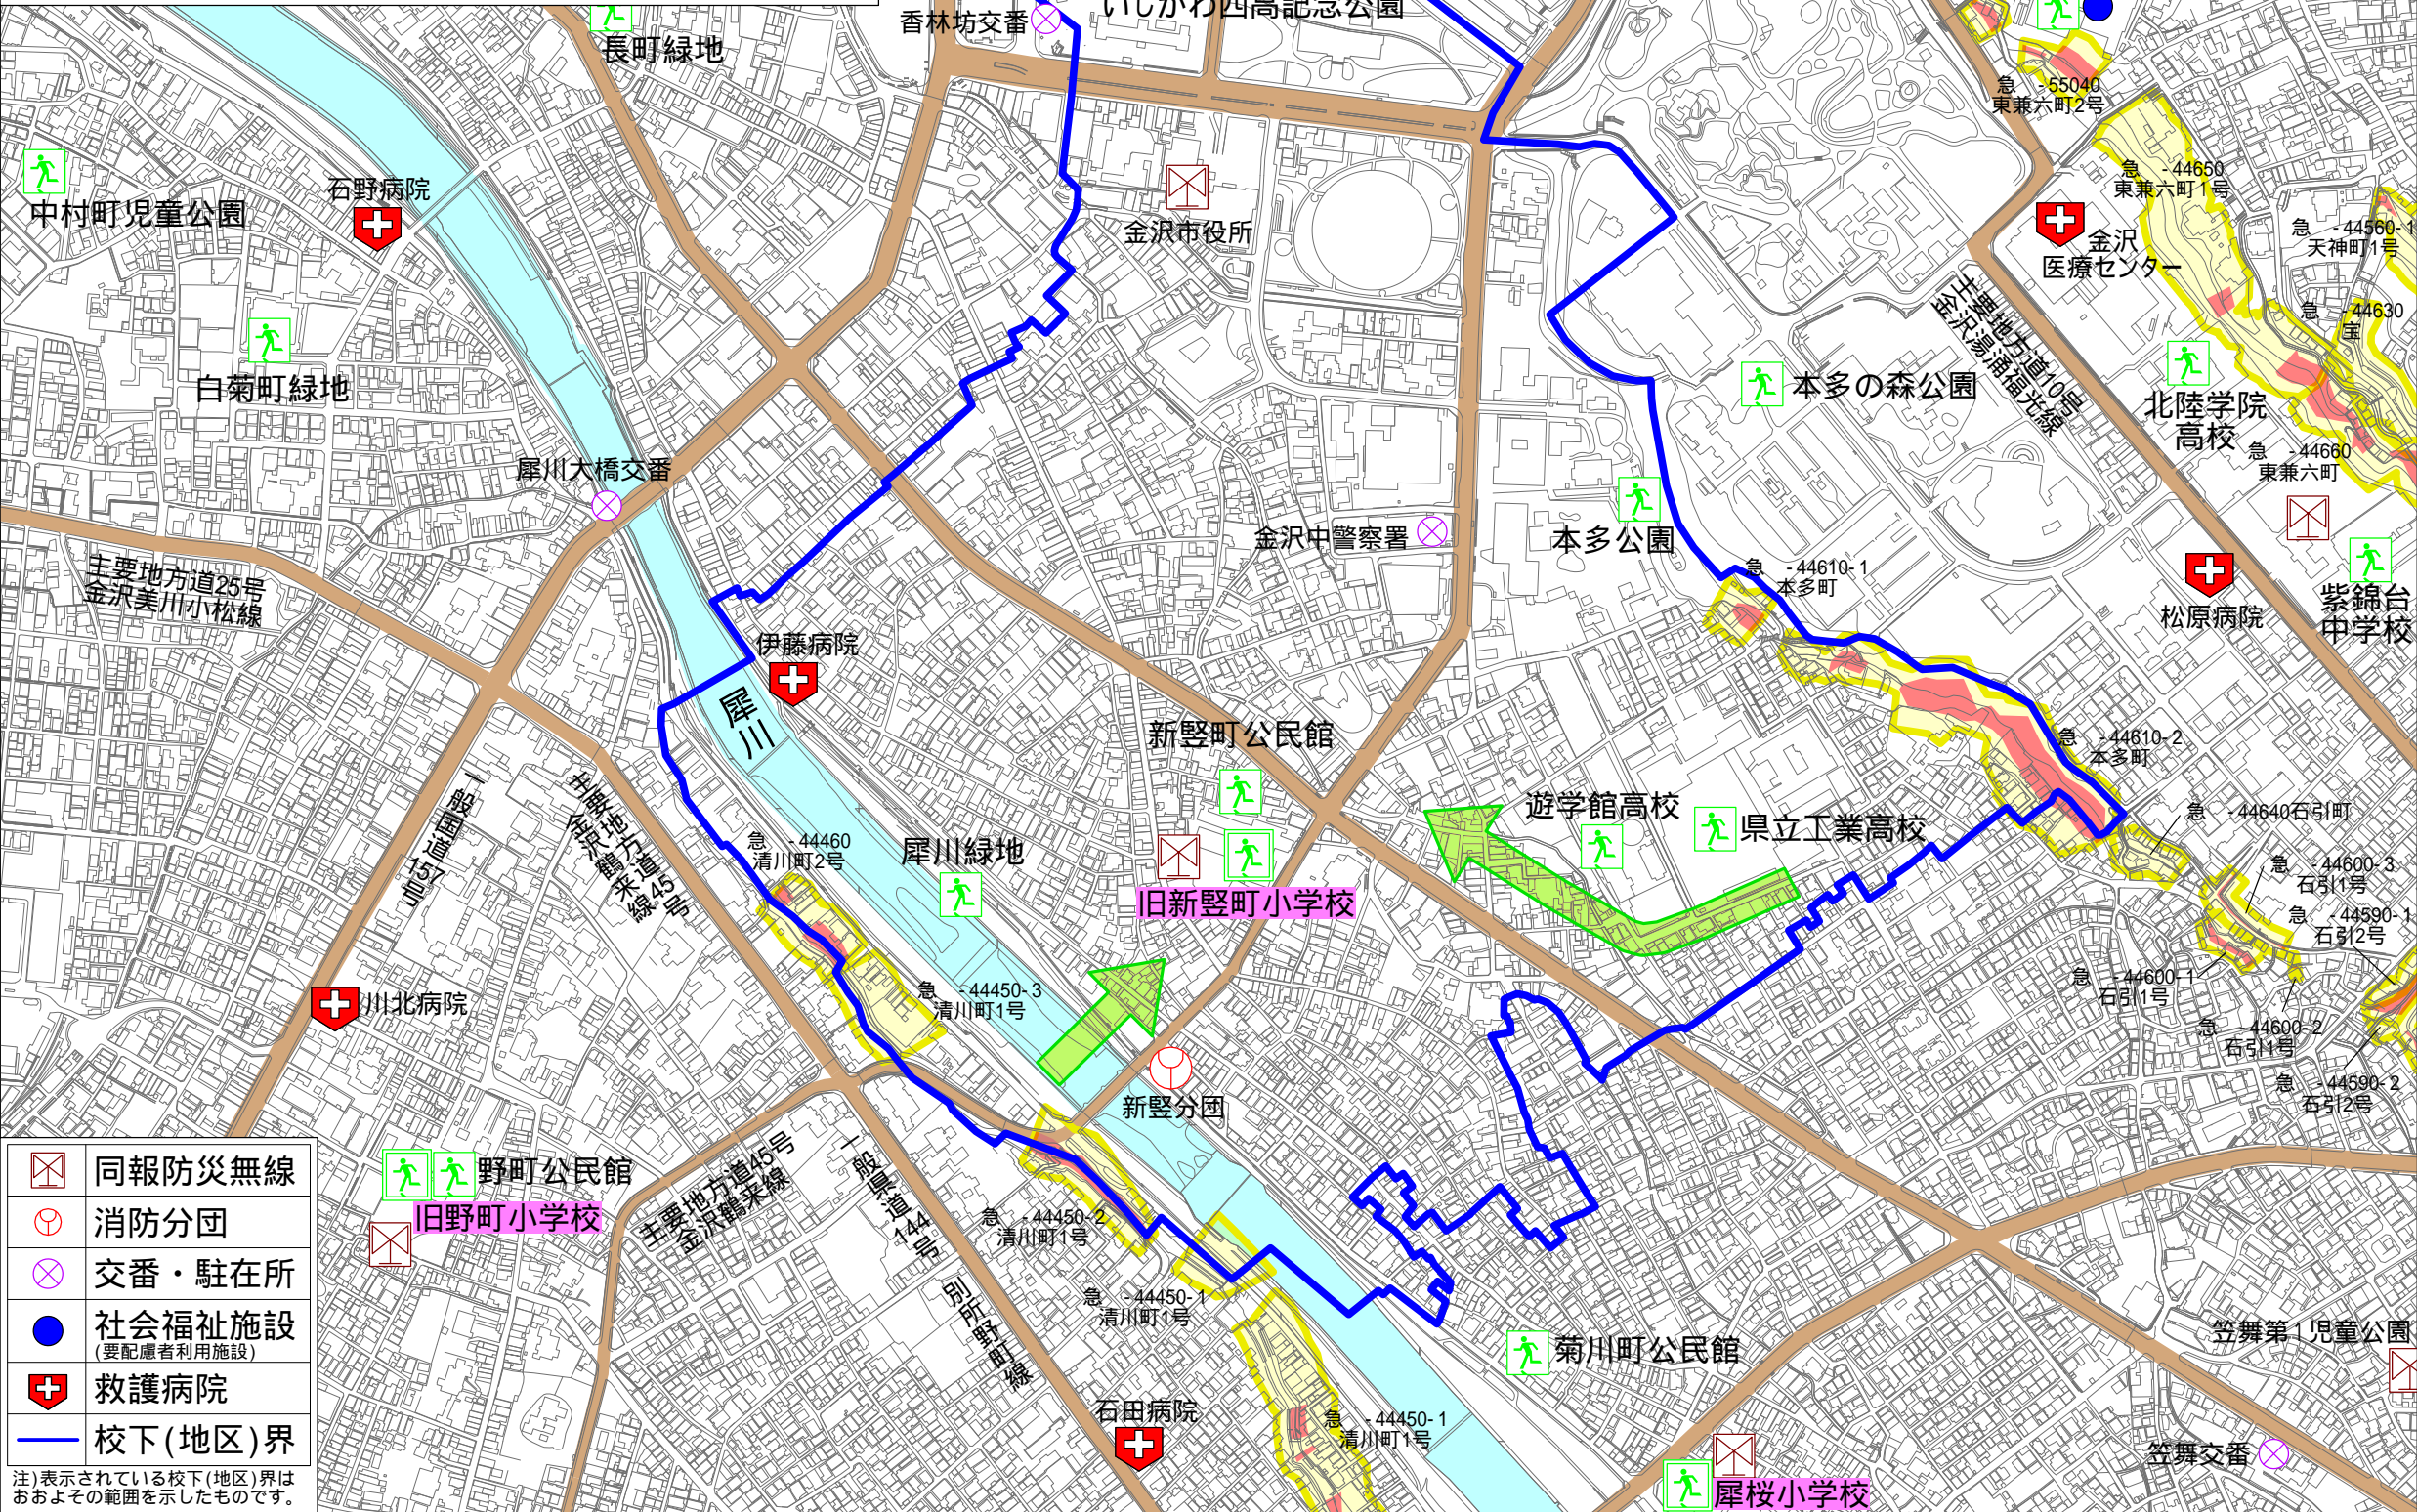 香林坊交番
いしかわ四高記念公園
長町緑地
急 -55040
東兼六町2号
中村町児童公園
石野病院
金沢市役所
急 -44650
東兼六町1号
金沢
医療センター
急 -44560-1
天神町1号
主要地方道10号
金沢湯涌福光線
急 -44630
宝
白菊町緑地
本多の森公園
北陸学院
高校
急 -44660
東兼六町
犀川大橋交番
金沢中警察署
本多公園
主要地方道25号
金沢美川小松線
急 -44610-1
本多町
松原病院
紫錦台
中学校
伊藤病院
犀川
新竪町公民館
急 -44610-2
本多町
一般国道157号
主要地方道45号
金沢鶴来線
急 -44460
清川町2号
犀川緑地
遊学館高校
県立工業高校
急 -44640石引町
旧新竪町小学校
急 -44600-3
石引1号
急 -44590-1
石引2号
急 -44600-1
石引1号
川北病院
急 -44450-3
清川町1号
急 -44600-2
石引1号
急 -44590-2
石引2号
新竪分団
野町公民館
旧野町小学校
主要地方道45号
金沢鶴来線
一般県道144号
別所野町線
急 -44450-2
清川町1号
急 -44450-1
清川町1号
菊川町公民館
笠舞第1児童公園
石田病院
急 -44450-1
清川町1号
笠舞交番
犀桜小学校
同報防災無線
消防分団
交番・駐在所
社会福祉施設
(要配慮者利用施設)
救護病院
校下(地区)界
注)表示されている校下(地区)界は
おおよその範囲を示したものです。